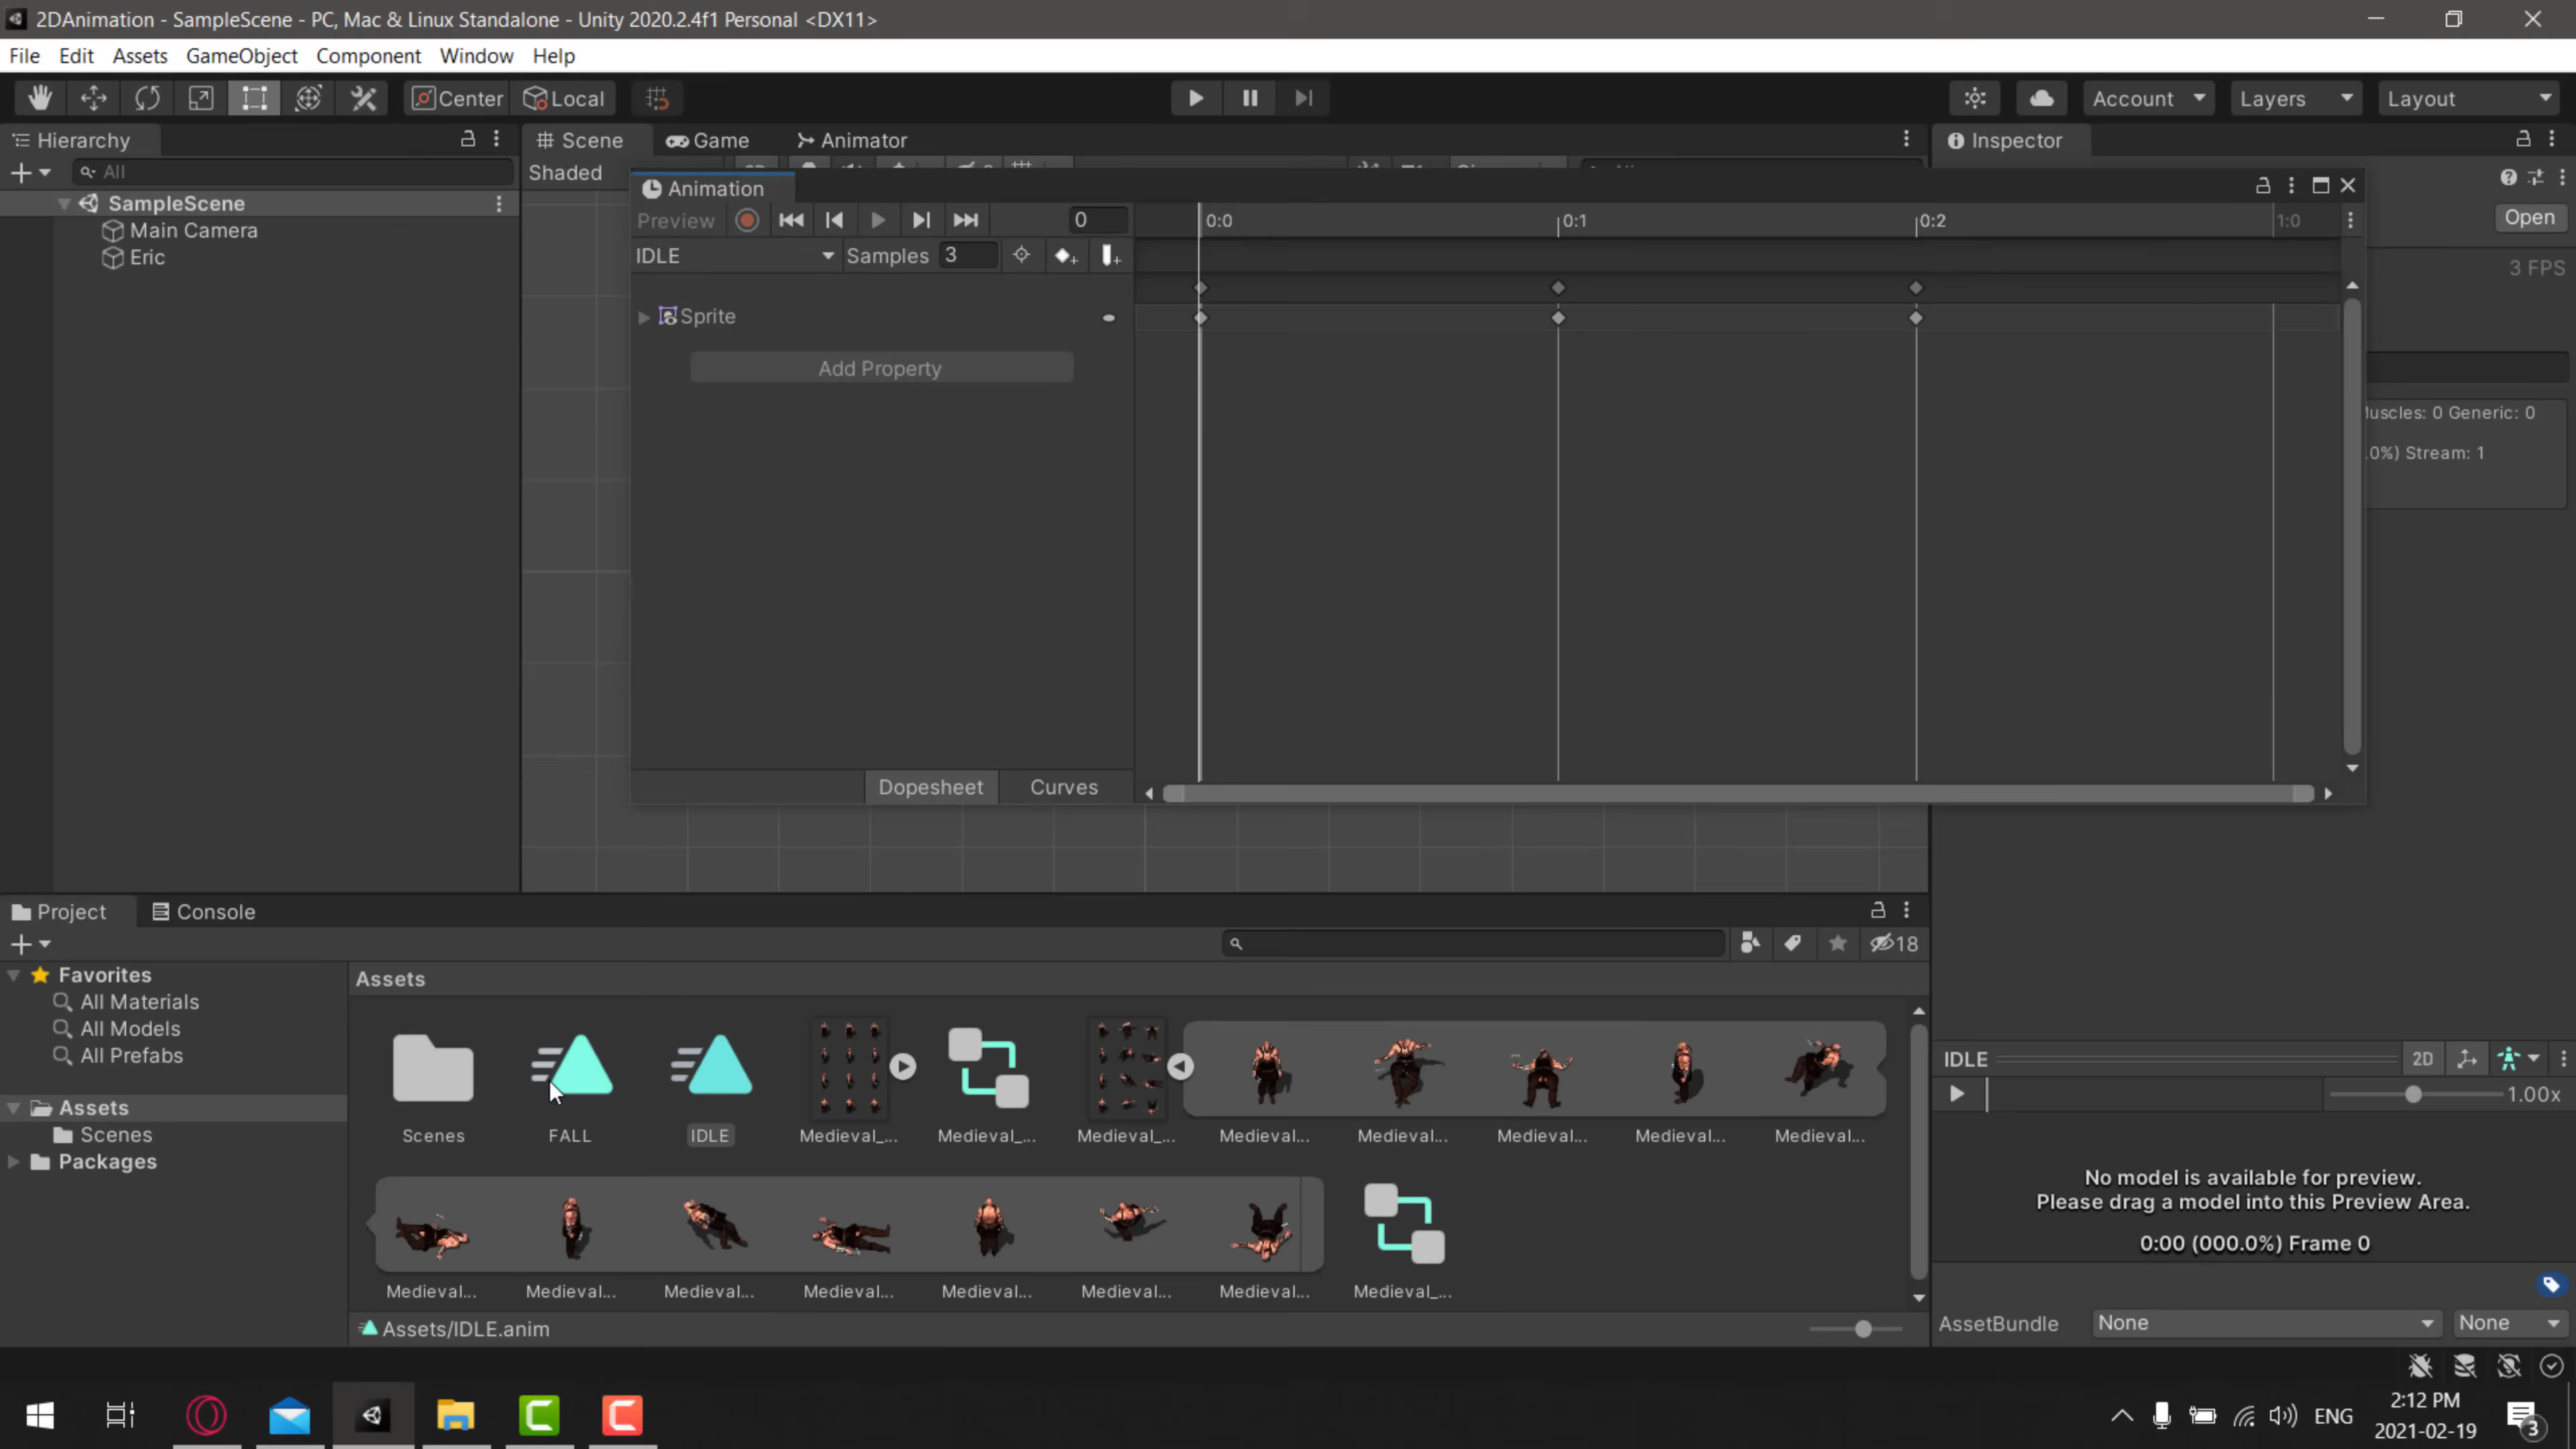 2DAnimation - SampleScene - PC, Mac & Linux Standalone - Unity 2020.2.4f1 Personal <DX11>
File Edit Assets GameObject Component Window Help
Center Local Account Layers Layout
Hierarchy Scene Game Animator Inspector
All Shaded
SampleScene
Main Camera
Eric
Animation
Preview 0 0:0 0:1 0:2 1:0 Open
IDLE Samples 3
3 FPS
Sprite
Add Property
Muscles: 0 Generic: 0
.0%) Stream: 1
Dopesheet Curves
Project Console
18
Favorites
All Materials
All Models
All Prefabs
Assets
Scenes
Packages
Assets
Scenes FALL IDLE Medieval_... Medieval_... Medieval_... Medieval... Medieval... Medieval... Medieval... Medieval...
Medieval... Medieval... Medieval... Medieval... Medieval... Medieval... Medieval... Medieval_...
Assets/IDLE.anim
IDLE 2D
1.00x
No model is available for preview.
Please drag a model into this Preview Area.
0:00 (000.0%) Frame 0
AssetBundle None None
ENG 2:12 PM
2021-02-19
3